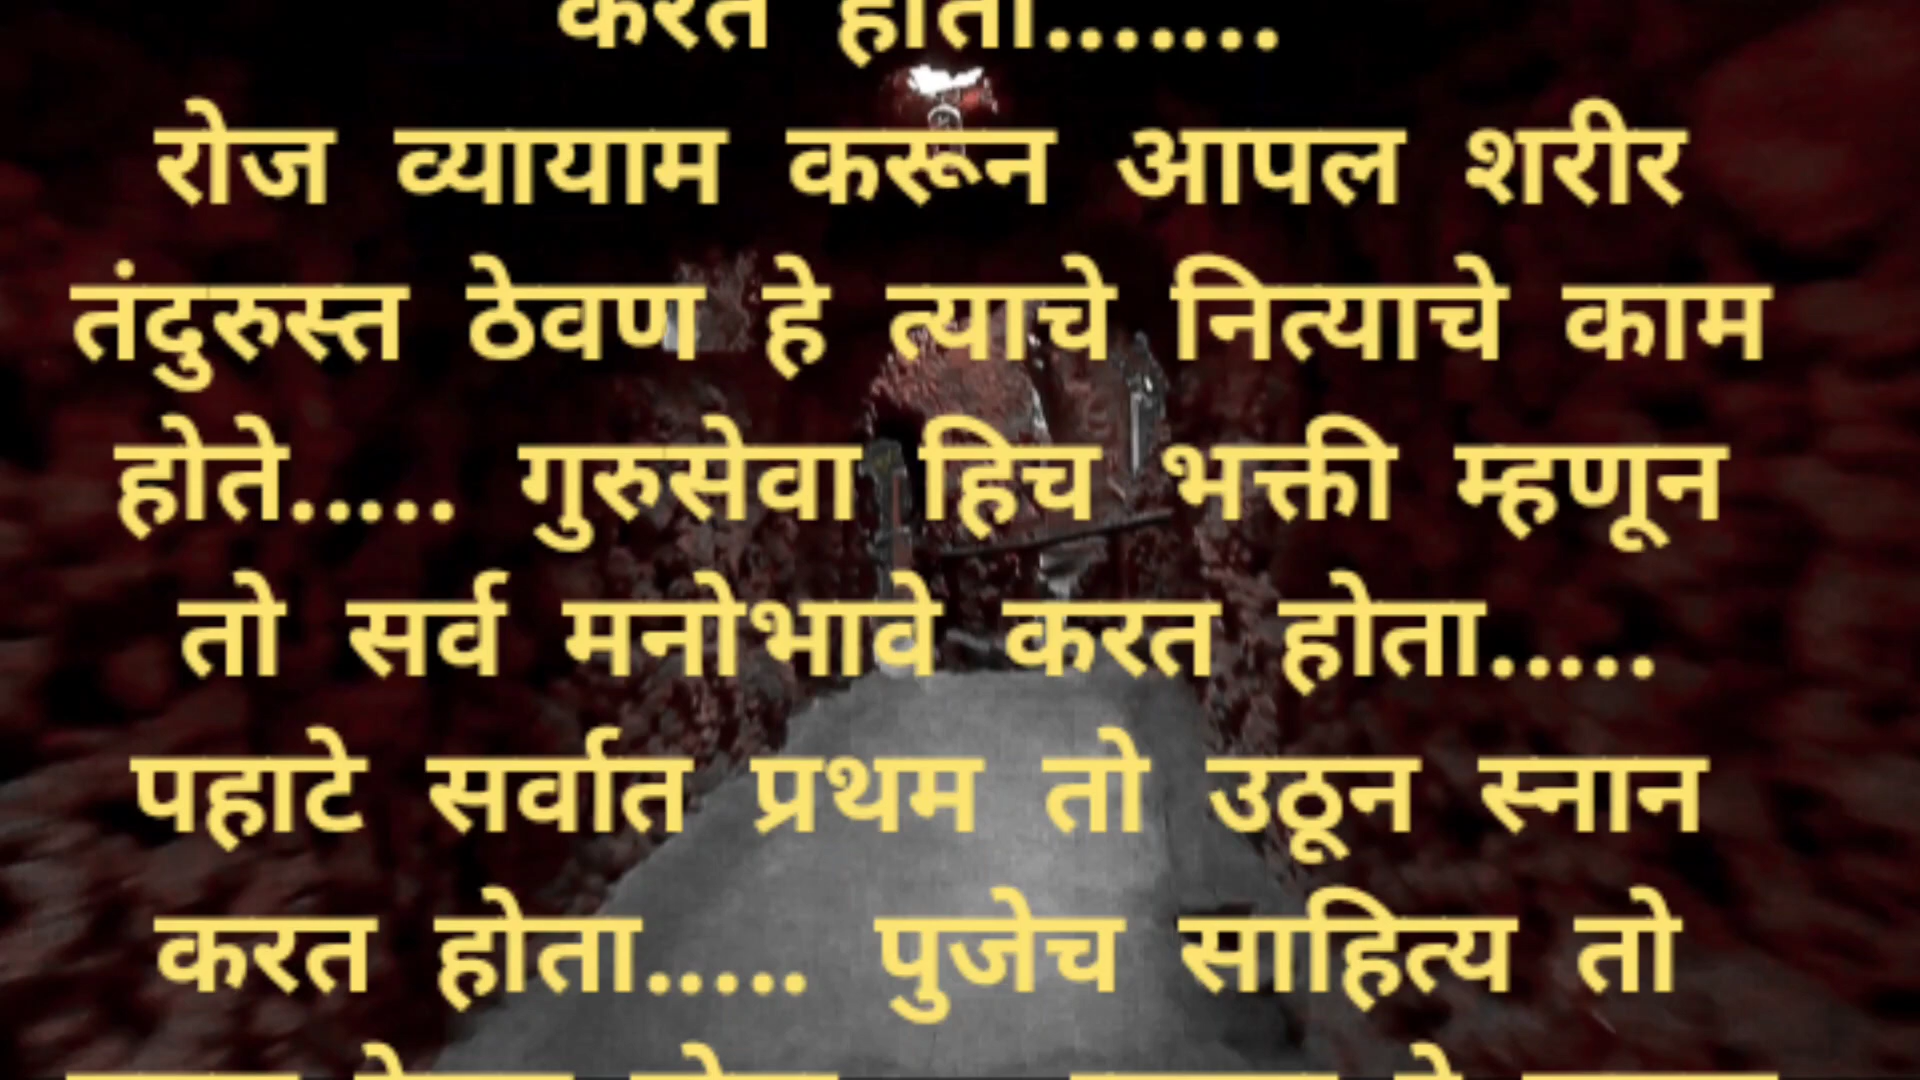 करत होता.......
रोज व्यायाम करून आपल शरीर
तंदुरुस्त ठेवण हे त्याचे नित्याचे काम
होते..... गुरुसेवा हिच भक्ती म्हणून
तो सर्व मनोभावे करत होता.....
पहाटे सर्वात प्रथम तो उठून स्नान
करत होता..... पुजेच साहित्य तो